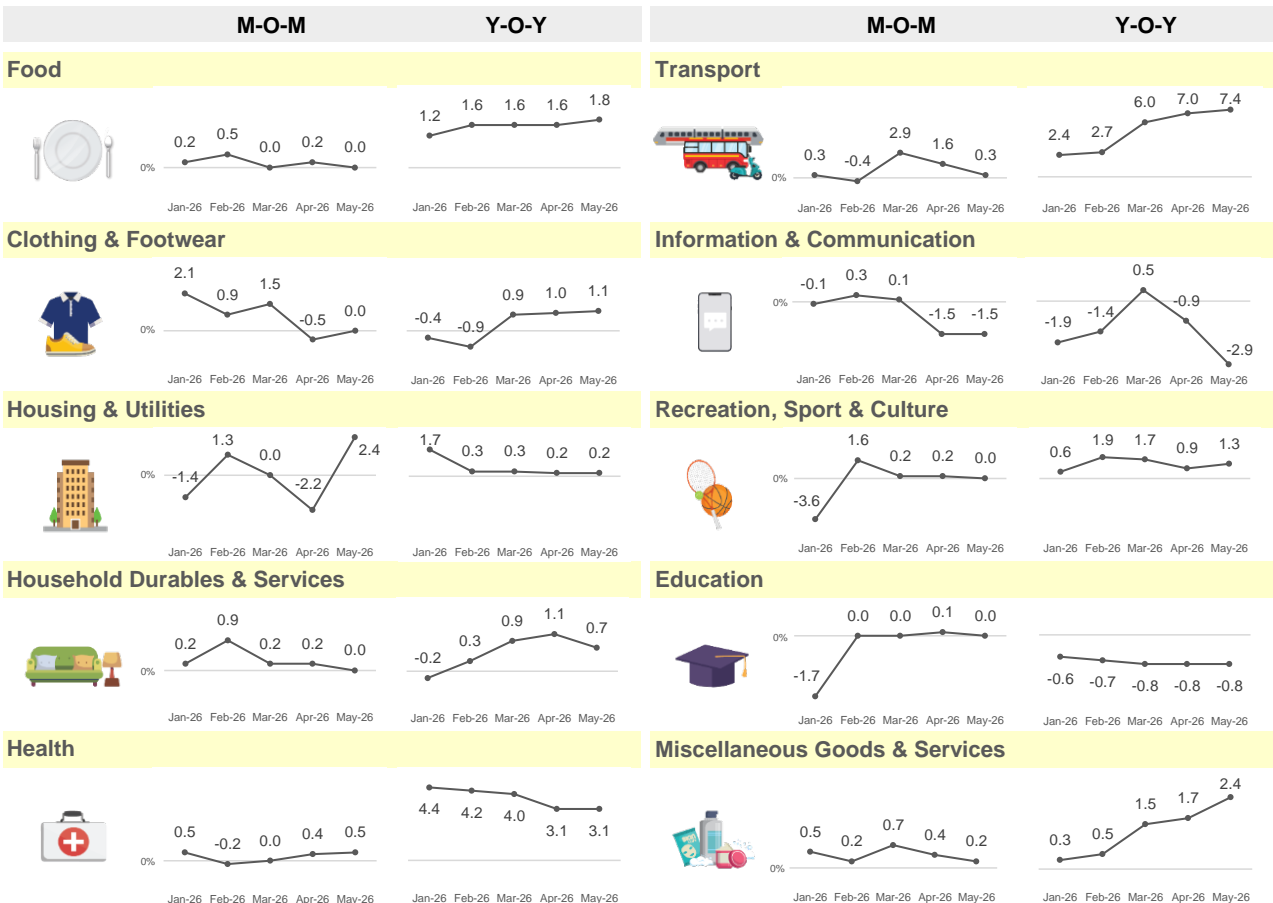 M-O-M Y-O-Y M-O-M Y-O-Y
Food
0.2 0.5 0.0 0.2 0.0
0%
Jan-26 Feb-26 Mar-26 Apr-26 May-26
1.2 1.6 1.6 1.6 1.8
Jan-26 Feb-26 Mar-26 Apr-26 May-26
Transport
0.3 -0.4 2.9 1.6 0.3
0%
Jan-26 Feb-26 Mar-26 Apr-26 May-26
2.4 2.7 6.0 7.0 7.4
Jan-26 Feb-26 Mar-26 Apr-26 May-26
Clothing & Footwear
2.1 0.9 1.5 -0.5 0.0
0%
Jan-26 Feb-26 Mar-26 Apr-26 May-26
-0.4 -0.9 0.9 1.0 1.1
Jan-26 Feb-26 Mar-26 Apr-26 May-26
Information & Communication
-0.1 0.3 0.1 -1.5 -1.5
0%
Jan-26 Feb-26 Mar-26 Apr-26 May-26
-1.9 -1.4 0.5 -0.9 -2.9
Jan-26 Feb-26 Mar-26 Apr-26 May-26
Housing & Utilities
-1.4 1.3 0.0 -2.2 2.4
0%
Jan-26 Feb-26 Mar-26 Apr-26 May-26
1.7 0.3 0.3 0.2 0.2
Jan-26 Feb-26 Mar-26 Apr-26 May-26
Recreation, Sport & Culture
-3.6 1.6 0.2 0.2 0.0
0%
Jan-26 Feb-26 Mar-26 Apr-26 May-26
0.6 1.9 1.7 0.9 1.3
Jan-26 Feb-26 Mar-26 Apr-26 May-26
Household Durables & Services
0.2 0.9 0.2 0.2 0.0
0%
Jan-26 Feb-26 Mar-26 Apr-26 May-26
-0.2 0.3 0.9 1.1 0.7
Jan-26 Feb-26 Mar-26 Apr-26 May-26
Education
-1.7 0.0 0.0 0.1 0.0
0%
Jan-26 Feb-26 Mar-26 Apr-26 May-26
-0.6 -0.7 -0.8 -0.8 -0.8
Jan-26 Feb-26 Mar-26 Apr-26 May-26
Health
0.5 -0.2 0.0 0.4 0.5
0%
Jan-26 Feb-26 Mar-26 Apr-26 May-26
4.4 4.2 4.0 3.1 3.1
Jan-26 Feb-26 Mar-26 Apr-26 May-26
Miscellaneous Goods & Services
0.5 0.2 0.7 0.4 0.2
0%
Jan-26 Feb-26 Mar-26 Apr-26 May-26
0.3 0.5 1.5 1.7 2.4
Jan-26 Feb-26 Mar-26 Apr-26 May-26